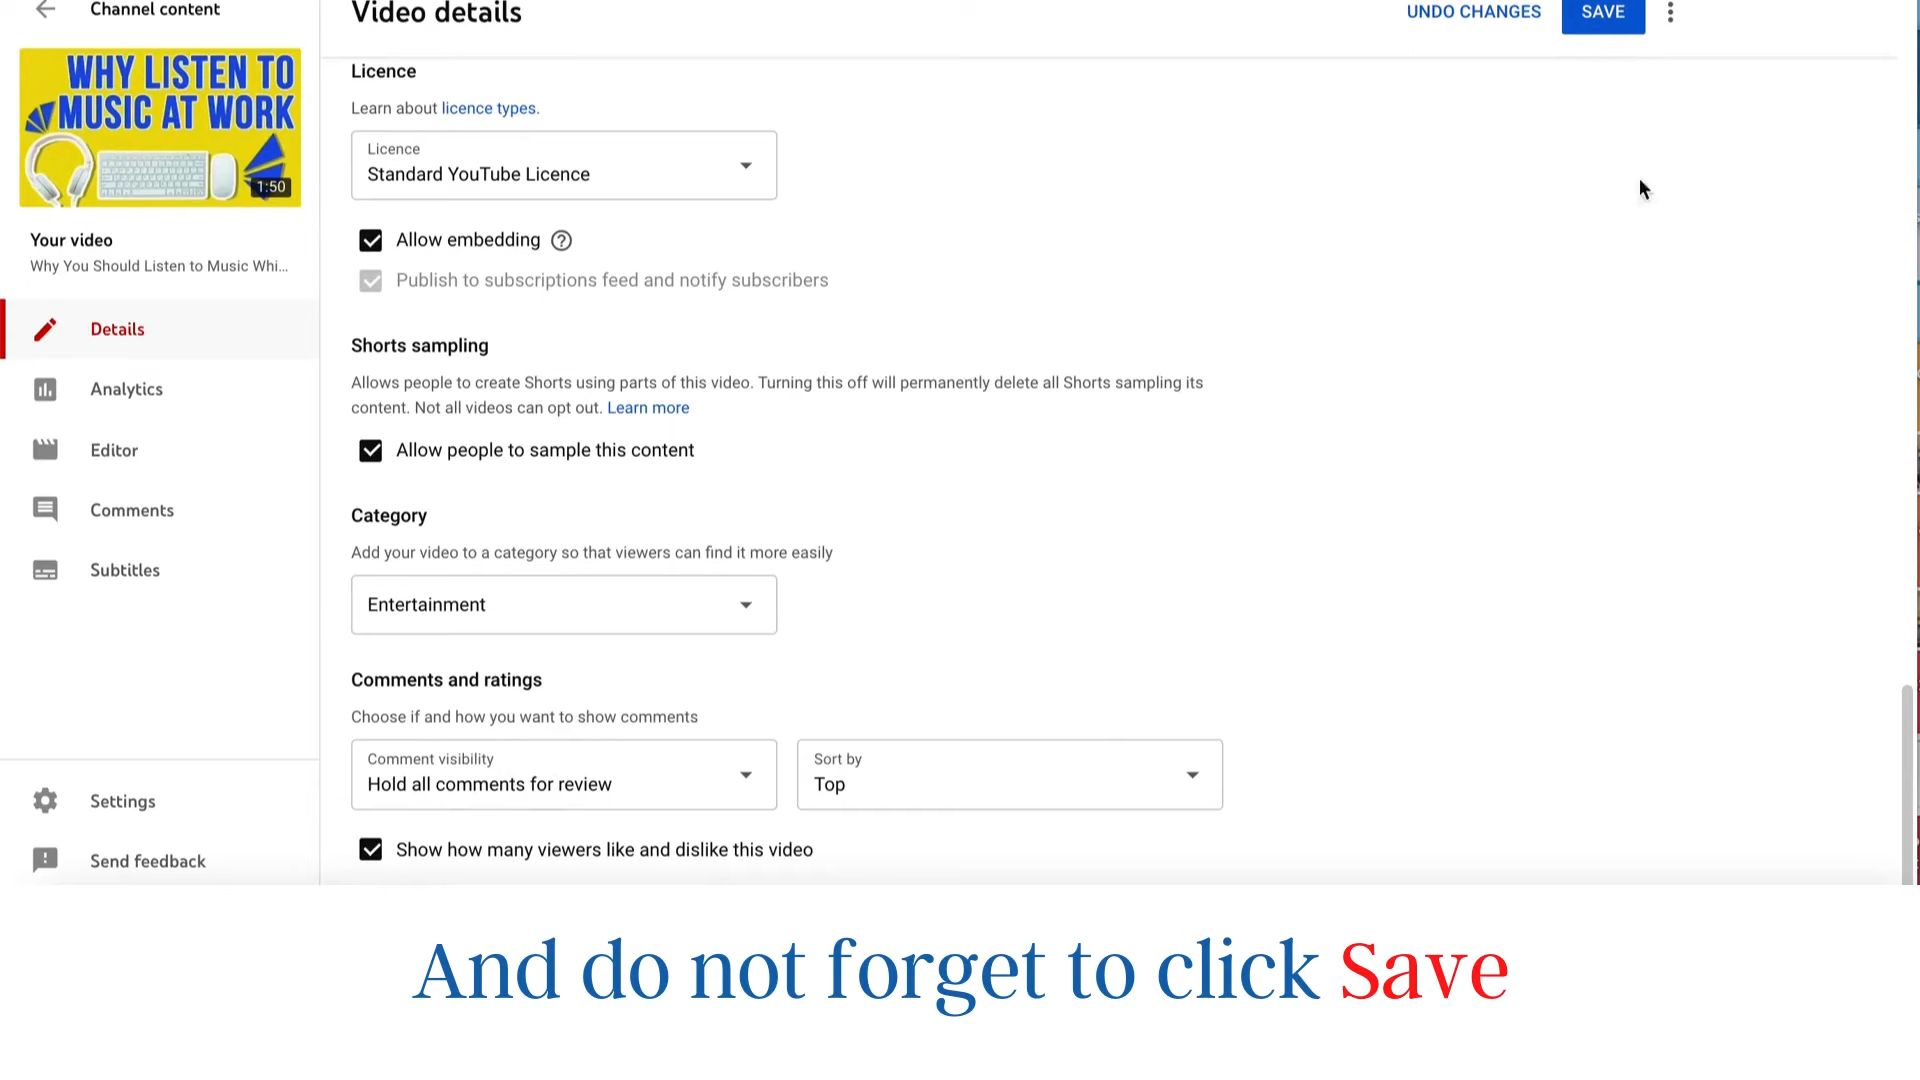 Channel content
Video details
UNDO CHANGES
SAVE
WHY LISTEN TO
MUSIC AT WORK
1:50
Your video
Why You Should Listen to Music Whi...
Details
Analytics
Editor
Comments
Subtitles
Settings
Send feedback
Licence
Learn about licence types.
Licence
Standard YouTube Licence
Allow embedding
Publish to subscriptions feed and notify subscribers
Shorts sampling
Allows people to create Shorts using parts of this video. Turning this off will permanently delete all Shorts sampling its
content. Not all videos can opt out. Learn more
Allow people to sample this content
Category
Add your video to a category so that viewers can find it more easily
Entertainment
Comments and ratings
Choose if and how you want to show comments
Comment visibility
Hold all comments for review
Sort by
Top
Show how many viewers like and dislike this video
And do not forget to click Save